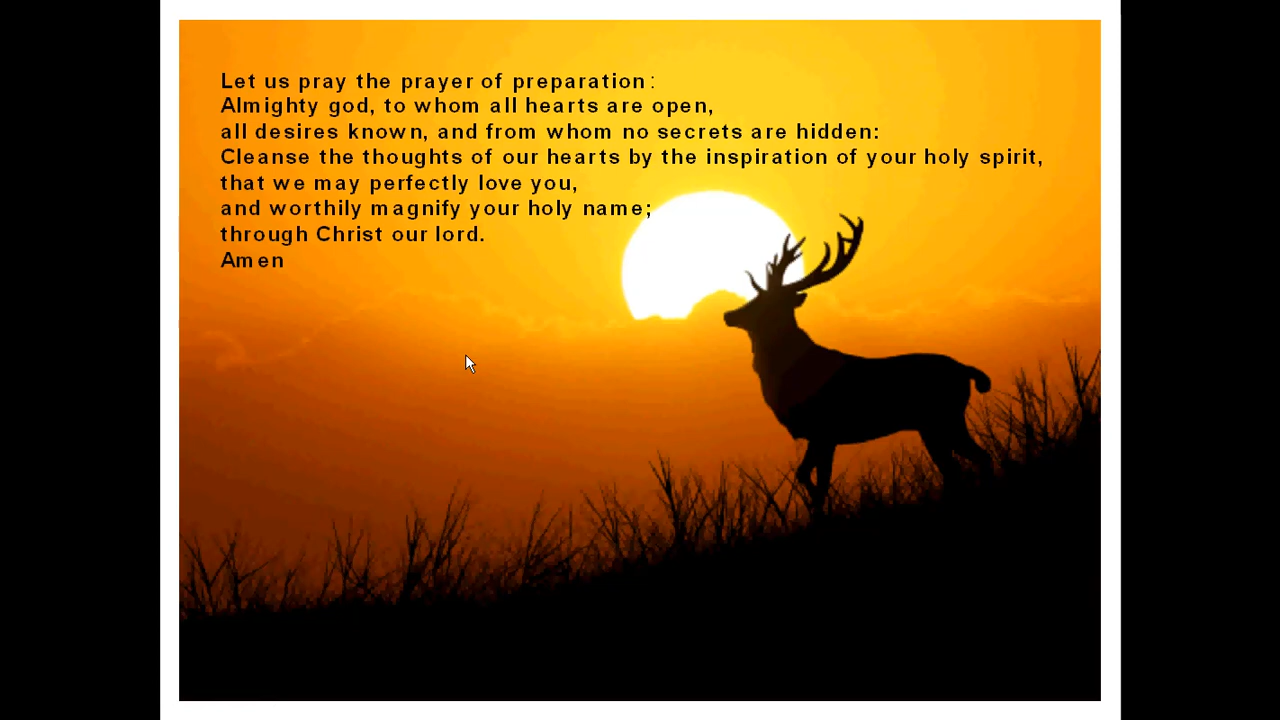 Let us pray the prayer of preparation:
Almighty god, to whom all hearts are open,
all desires known, and from whom no secrets are hidden:
Cleanse the thoughts of our hearts by the inspiration of your holy spirit,
that we may perfectly love you,
and worthily magnify your holy name;
through Christ our lord.
Amen